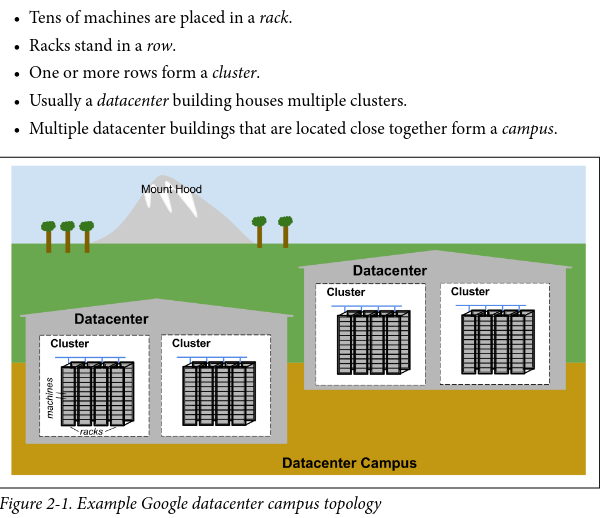 • Tens of machines are placed in a rack.
• Racks stand in a row.
• One or more rows form a cluster.
• Usually a datacenter building houses multiple clusters.
• Multiple datacenter buildings that are located close together form a campus.
Mount Hood
Datacenter
Cluster
Cluster
Datacenter
Cluster
Cluster
machines
racks
Datacenter Campus
Figure 2-1. Example Google datacenter campus topology